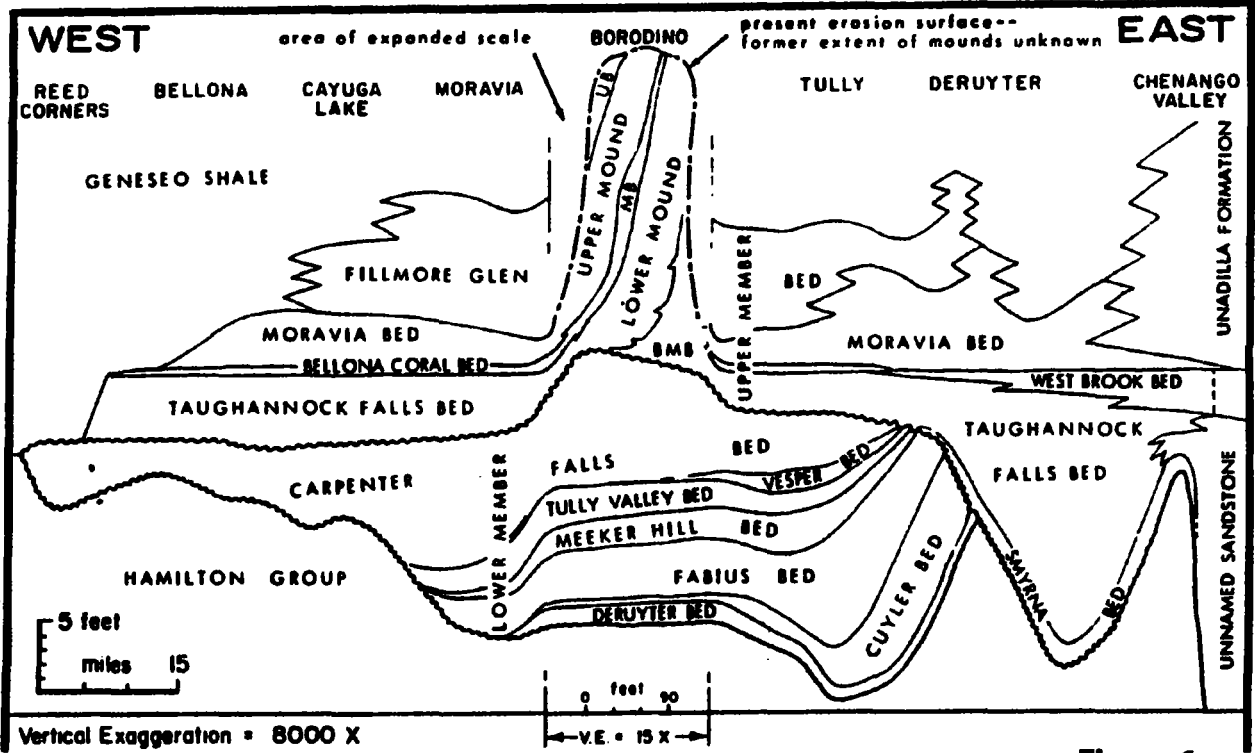 WEST
area of expanded scale
BORODINO
present erosion surface--
former extent of mounds unknown
EAST
REED
CORNERS
BELLONA
CAYUGA
LAKE
MORAVIA
TULLY
DERUYTER
CHENANGO
VALLEY
GENESEO SHALE
UB
UPPER MOUND
MB
LOWER MOUND
UNADILLA FORMATION
FILLMORE GLEN
UPPER MEMBER
BED
MORAVIA BED
BMB
MORAVIA BED
BELLONA CORAL BED
WEST BROOK BED
TAUGHANNOCK FALLS BED
TAUGHANNOCK
FALLS BED
CARPENTER
FALLS
BED
LOWER MEMBER
VESPER BED
TULLY VALLEY BED
MEEKER HILL BED
HAMILTON GROUP
FABIUS BED
DERUYTER BED
CUYLER BED
SMYRNA BED
UNNAMED SANDSTONE
5 feet
miles 15
0 feet 90
Vertical Exaggeration = 8000 X
V.E. = 15 X